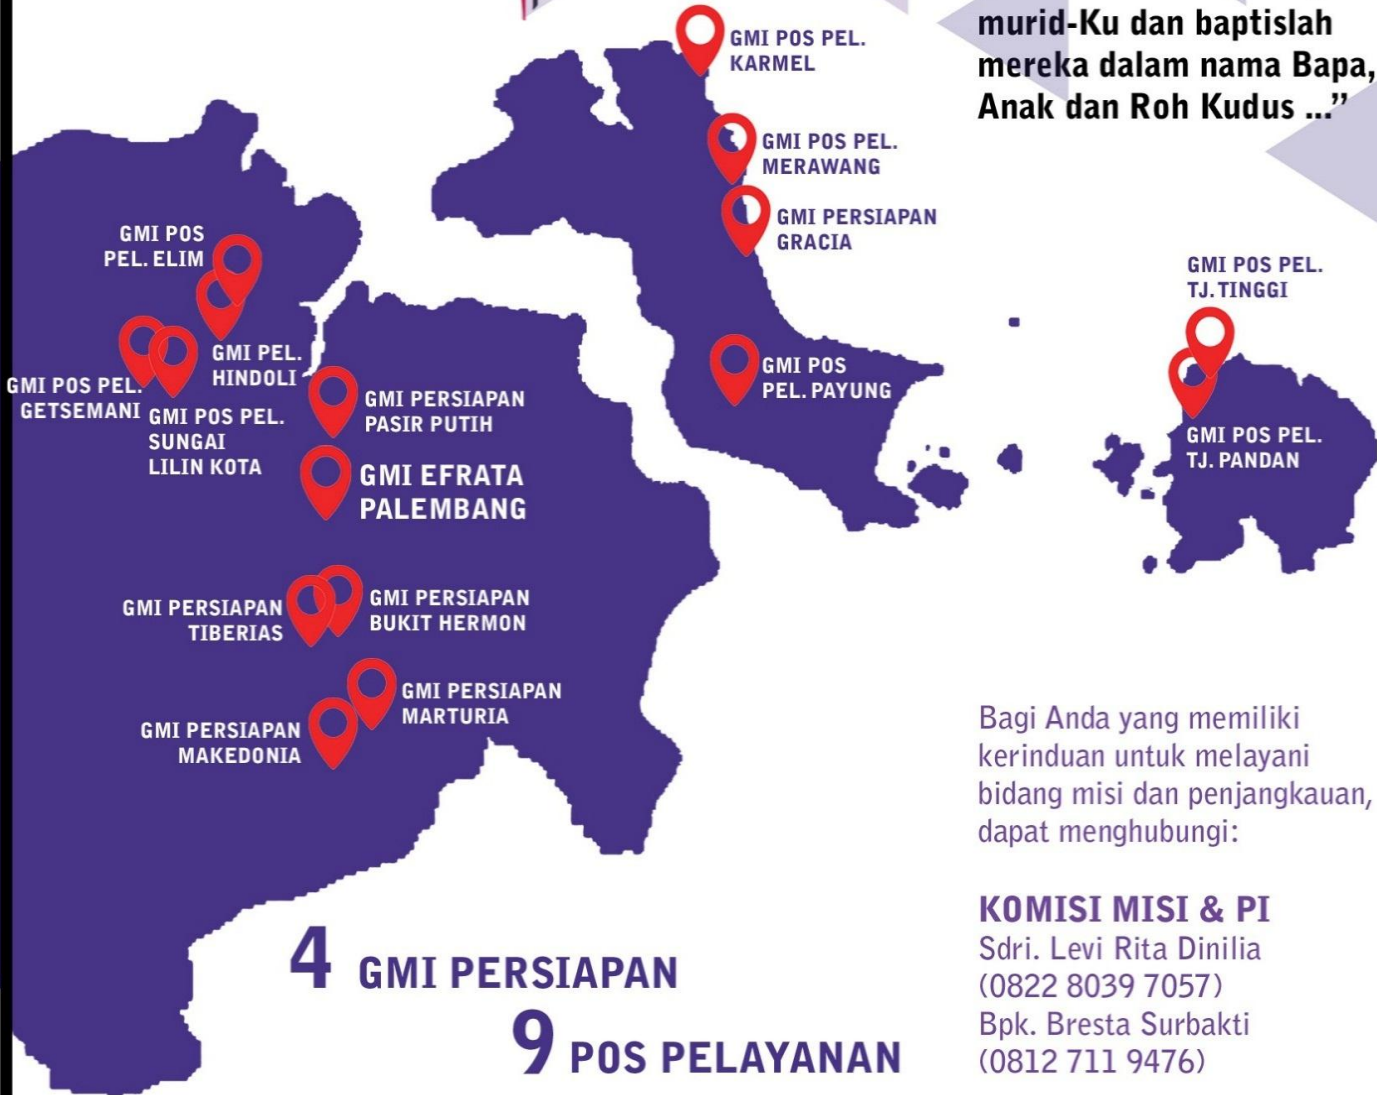 murid-Ku dan baptislah
mereka dalam nama Bapa,
Anak dan Roh Kudus ...”
GMI POS PEL.
KARMEL
GMI POS PEL.
MERAWANG
GMI PERSIAPAN
GRACIA
GMI POS
PEL. ELIM
GMI POS PEL.
TJ. TINGGI
GMI PEL.
HINDOLI
GMI POS
PEL. PAYUNG
GMI POS PEL.
GETSEMANI
GMI POS PEL.
SUNGAI
LILIN KOTA
GMI PERSIAPAN
PASIR PUTIH
GMI POS PEL.
TJ. PANDAN
GMI EFRATA
PALEMBANG
GMI PERSIAPAN
TIBERIAS
GMI PERSIAPAN
BUKIT HERMON
GMI PERSIAPAN
MARTURIA
GMI PERSIAPAN
MAKEDONIA
Bagi Anda yang memiliki
kerinduan untuk melayani
bidang misi dan penjangkauan,
dapat menghubungi:
KOMISI MISI & PI
Sdri. Levi Rita Dinilia
(0822 8039 7057)
Bpk. Bresta Surbakti
(0812 711 9476)
4 GMI PERSIAPAN
9 POS PELAYANAN